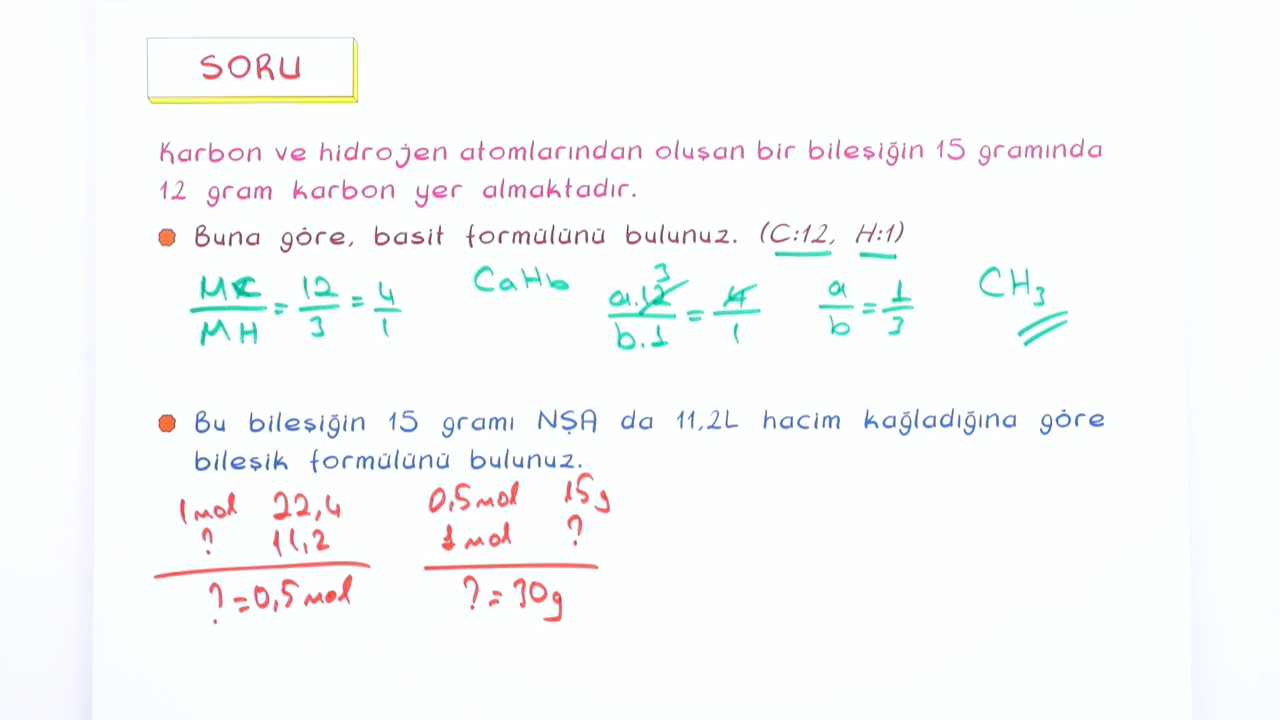 SORU
Karbon ve hidrojen atomlarından oluşan bir bileşiğin 15 gramında
12 gram karbon yer almaktadır.
Buna göre, basit formülünü bulunuz. (C:12, H:1)
MC/MH = 12/3 = 4/1
CaHb
a.12/b.1 = 4/1
3
a/b = 1/3
CH₃
Bu bileşiğin 15 gramı NŞA da 11,2L hacim kağladığına göre
bileşik formülünü bulunuz.
1 mol 22,4
? 11,2
? = 0,5 mol
0,5 mol 15g
1 mol ?
? = 30g